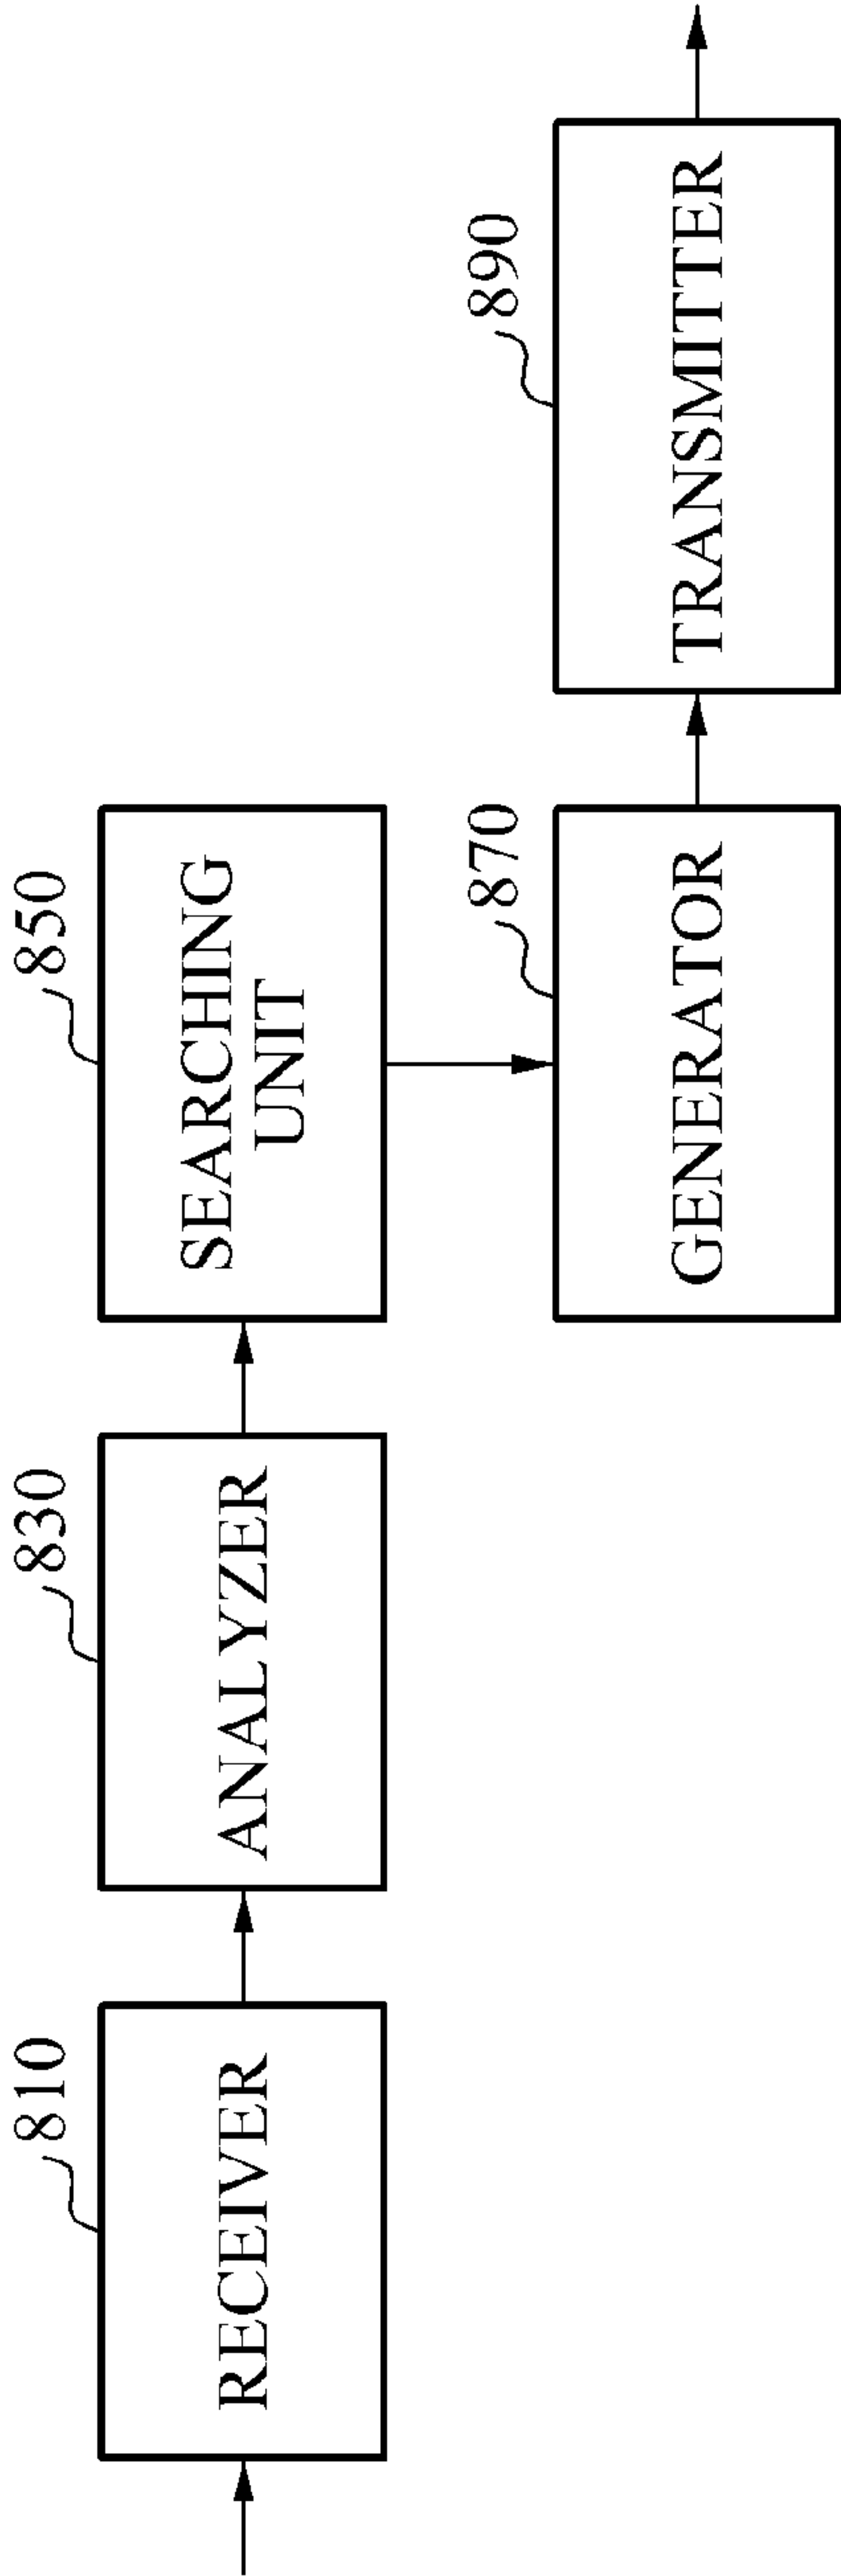 810
RECEIVER
830
ANALYZER
850
SEARCHING
UNIT
870
GENERATOR
890
TRANSMITTER